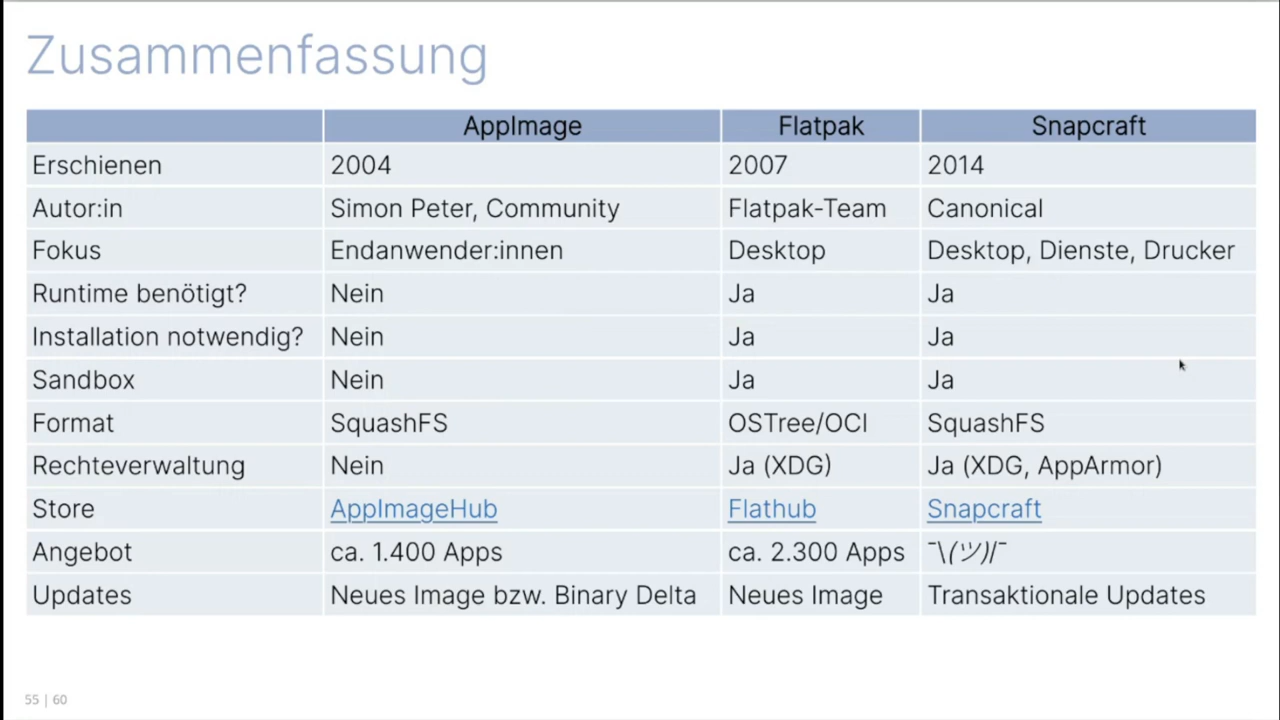 Zusammenfassung
AppImage Flatpak Snapcraft
Erschienen 2004 2007 2014
Autor:in Simon Peter, Community Flatpak-Team Canonical
Fokus Endanwender:innen Desktop Desktop, Dienste, Drucker
Runtime benötigt? Nein Ja Ja
Installation notwendig? Nein Ja Ja
Sandbox Nein Ja Ja
Format SquashFS OSTree/OCI SquashFS
Rechteverwaltung Nein Ja (XDG) Ja (XDG, AppArmor)
Store AppImageHub Flathub Snapcraft
Angebot ca. 1.400 Apps ca. 2.300 Apps ¯\(ツ)/¯
Updates Neues Image bzw. Binary Delta Neues Image Transaktionale Updates
55 | 60